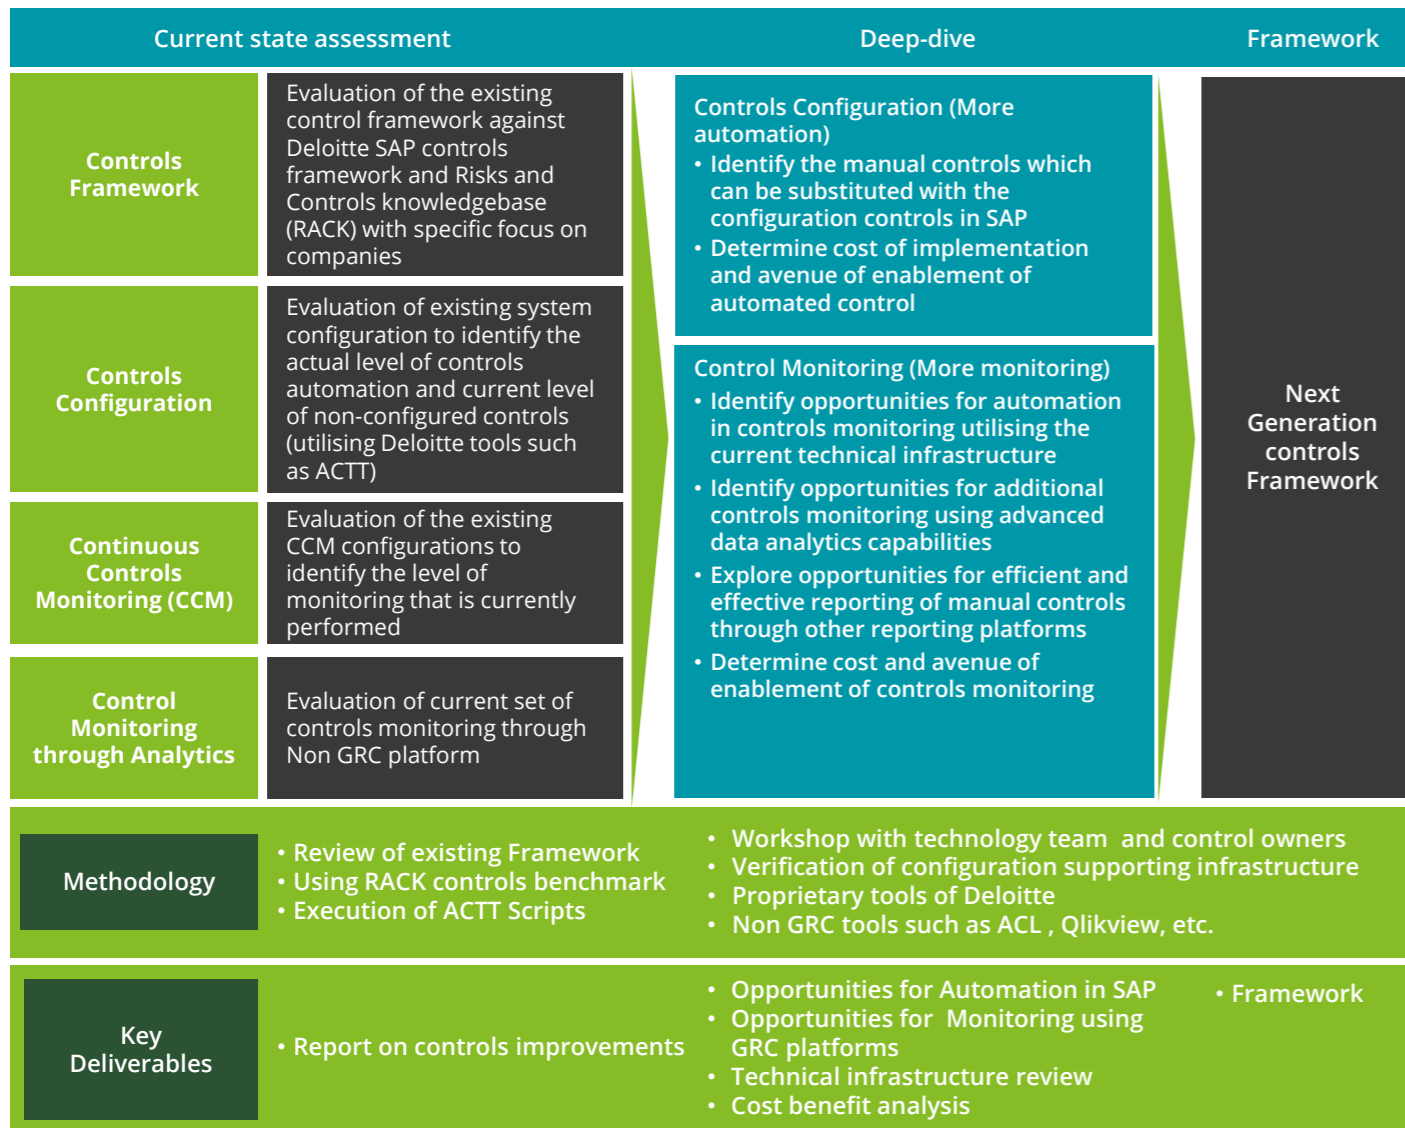 Current state assessment
Deep-dive
Framework
Controls
Framework
Evaluation of the existing
control framework against
Deloitte SAP controls
framework and Risks and
Controls knowledgebase
(RACK) with specific focus on
companies
Controls
Configuration
Evaluation of existing system
configuration to identify the
actual level of controls
automation and current level
of non-configured controls
(utilising Deloitte tools such
as ACTT)
Continuous
Controls
Monitoring (CCM)
Evaluation of the existing
CCM configurations to
identify the level of
monitoring that is currently
performed
Control
Monitoring
through Analytics
Evaluation of current set of
controls monitoring through
Non GRC platform
Controls Configuration (More
automation)
• Identify the manual controls which
can be substituted with the
configuration controls in SAP
• Determine cost of implementation
and avenue of enablement of
automated control
Control Monitoring (More monitoring)
• Identify opportunities for automation
in controls monitoring utilising the
current technical infrastructure
• Identify opportunities for additional
controls monitoring using advanced
data analytics capabilities
• Explore opportunities for efficient and
effective reporting of manual controls
through other reporting platforms
• Determine cost and avenue of
enablement of controls monitoring
Next
Generation
controls
Framework
Methodology
• Review of existing Framework
• Using RACK controls benchmark
• Execution of ACTT Scripts
• Workshop with technology team and control owners
• Verification of configuration supporting infrastructure
• Proprietary tools of Deloitte
• Non GRC tools such as ACL , Qlikview, etc.
Key
Deliverables
• Report on controls improvements
• Opportunities for Automation in SAP
• Opportunities for Monitoring using
GRC platforms
• Technical infrastructure review
• Cost benefit analysis
• Framework